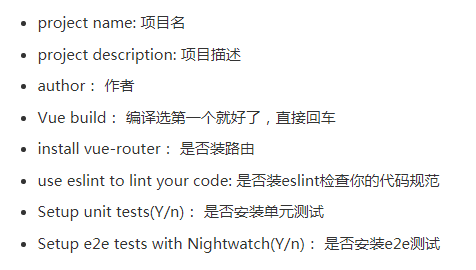 project name: 项目名
project description: 项目描述
author： 作者
Vue build： 编译选第一个就好了，直接回车
install vue-router： 是否装路由
use eslint to lint your code: 是否装eslint检查你的代码规范
Setup unit tests(Y/n)： 是否安装单元测试
Setup e2e tests with Nightwatch(Y/n)： 是否安装e2e测试